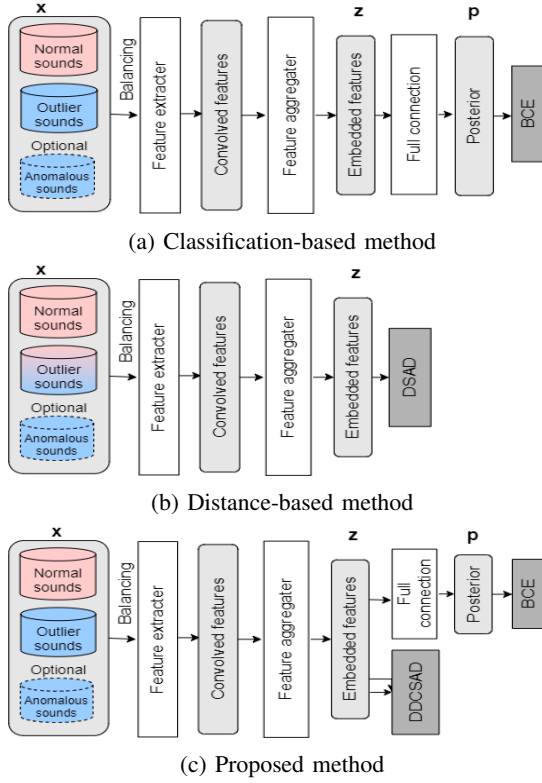 x
z
p
Normal
sounds
Outlier
sounds
Optional
Anomalous
sounds
Balancing
Feature extracter
Convolved features
Feature aggregater
Embedded features
Full connection
Posterior
BCE
(a) Classification-based method
x
z
Normal
sounds
Outlier
sounds
Optional
Anomalous
sounds
Balancing
Feature extracter
Convolved features
Feature aggregater
Embedded features
DSAD
(b) Distance-based method
x
z
p
Normal
sounds
Outlier
sounds
Optional
Anomalous
sounds
Balancing
Feature extracter
Convolved features
Feature aggregater
Embedded features
Full
connection
Posterior
BCE
DDCSAD
(c) Proposed method